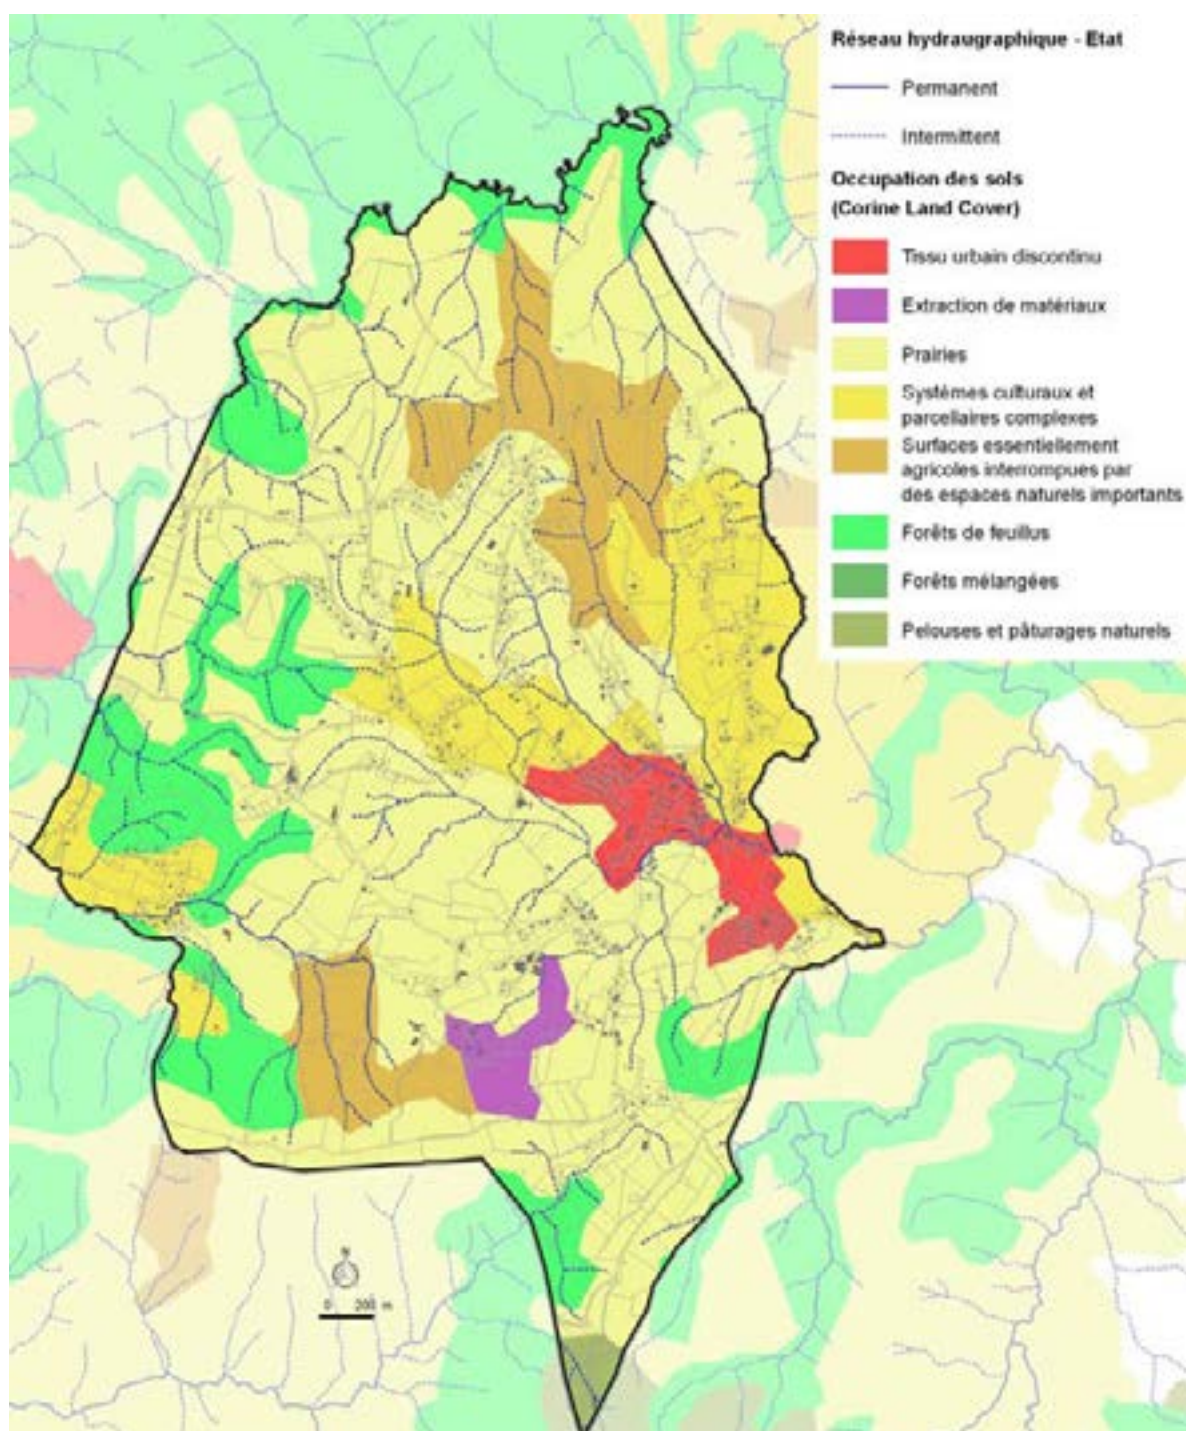 Réseau hydraugraphique - Etat
Permanent
Intermittent
Occupation des sols
(Corine Land Cover)
Tissu urbain discontinu
Extraction de matériaux
Prairies
Systèmes culturaux et
parcellaires complexes
Surfaces essentiellement
agricoles interrompues par
des espaces naturels importants
Forêts de feuillus
Forêts mélangées
Pelouses et pâturages naturels
N
0 200 m